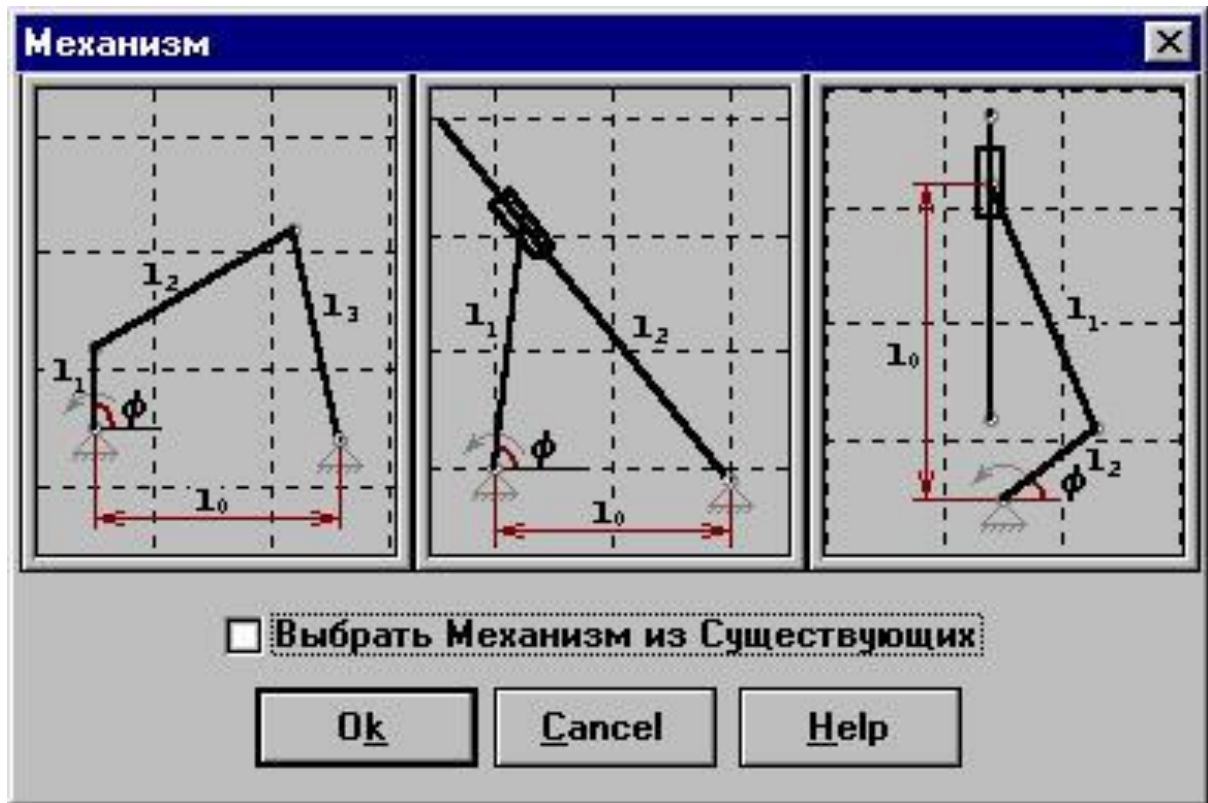 Механизм
l₂
l₃
l₁
ϕ
l₀
l₁
l₂
ϕ
l₀
l₁
l₀
l₂
ϕ
Выбрать Механизм из Существующих
Ok
Cancel
Help